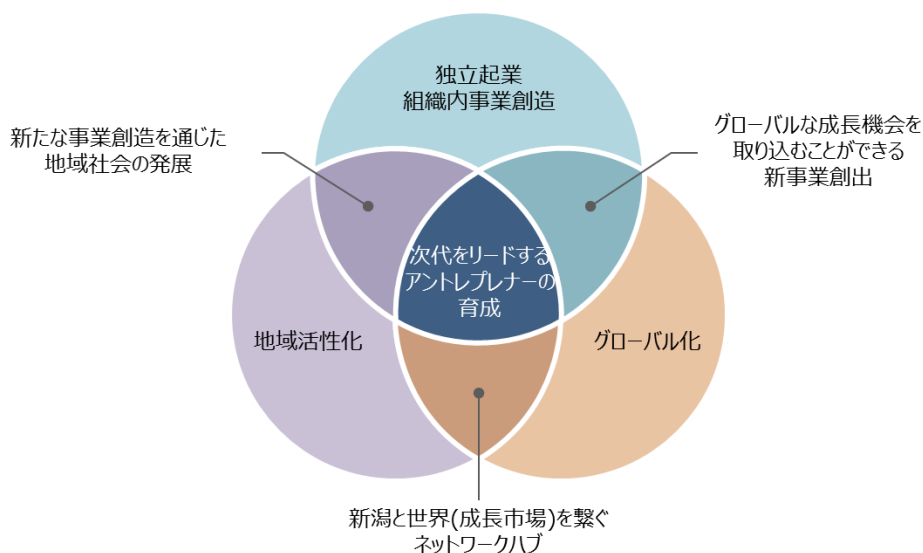 独立起業
組織内事業創造
新たな事業創造を通じた
地域社会の発展
グローバルな成長機会を
取り込むことができる
新事業創出
次代をリードする
アントレプレナーの
育成
地域活性化
グローバル化
新潟と世界(成長市場)を繋ぐ
ネットワークハブ